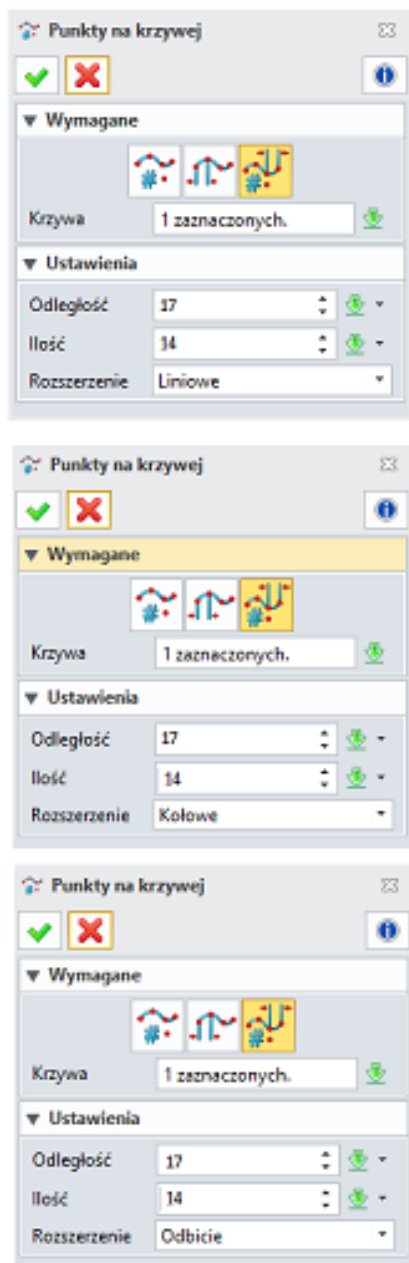 Punkty na krzywej
Wymagane
Krzywa 1 zaznaczonych.
Ustawienia
Odległość 17
Ilość 14
Rozszerzenie Liniowe
Punkty na krzywej
Wymagane
Krzywa 1 zaznaczonych.
Ustawienia
Odległość 17
Ilość 14
Rozszerzenie Kołowe
Punkty na krzywej
Wymagane
Krzywa 1 zaznaczonych.
Ustawienia
Odległość 17
Ilość 14
Rozszerzenie Odbicie